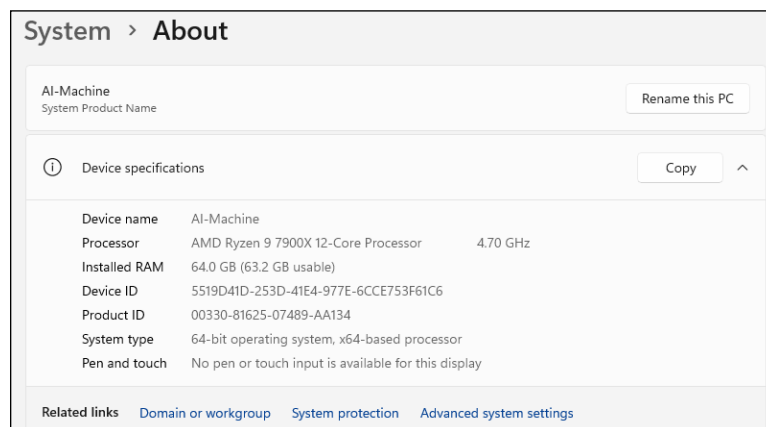 System > About
AI-Machine
System Product Name
Rename this PC
Device specifications
Copy
Device name AI-Machine
Processor AMD Ryzen 9 7900X 12-Core Processor 4.70 GHz
Installed RAM 64.0 GB (63.2 GB usable)
Device ID 5519D41D-253D-41E4-977E-6CCE753F61C6
Product ID 00330-81625-07489-AA134
System type 64-bit operating system, x64-based processor
Pen and touch No pen or touch input is available for this display
Related links Domain or workgroup System protection Advanced system settings